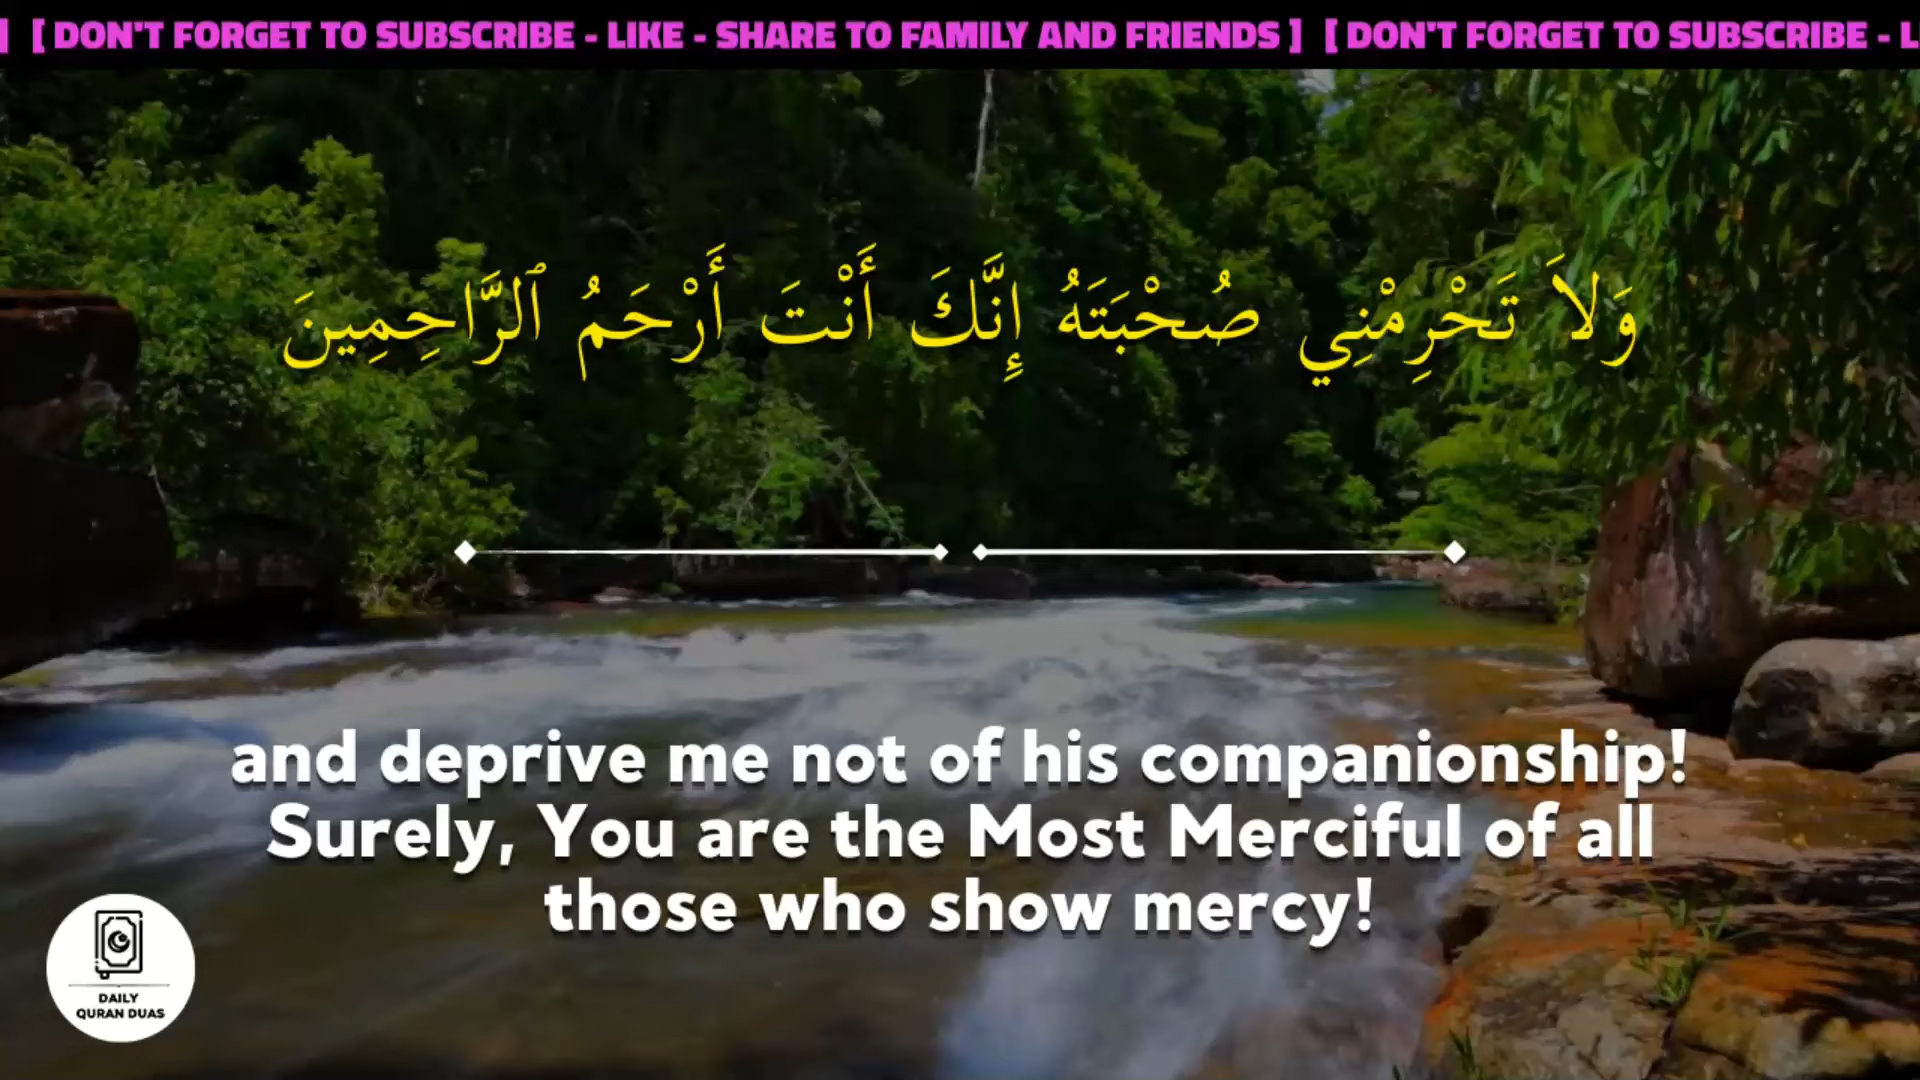 ] [ DON'T FORGET TO SUBSCRIBE - LIKE - SHARE TO FAMILY AND FRIENDS ] [ DON'T FORGET TO SUBSCRIBE - L
وَلاَ تَحْرِمْنِي صُحْبَتَهُ إِنَّكَ أَنْتَ أَرْحَمُ ٱلرَّاحِمِينَ
and deprive me not of his companionship!
Surely, You are the Most Merciful of all
those who show mercy!
DAILY
QURAN DUAS